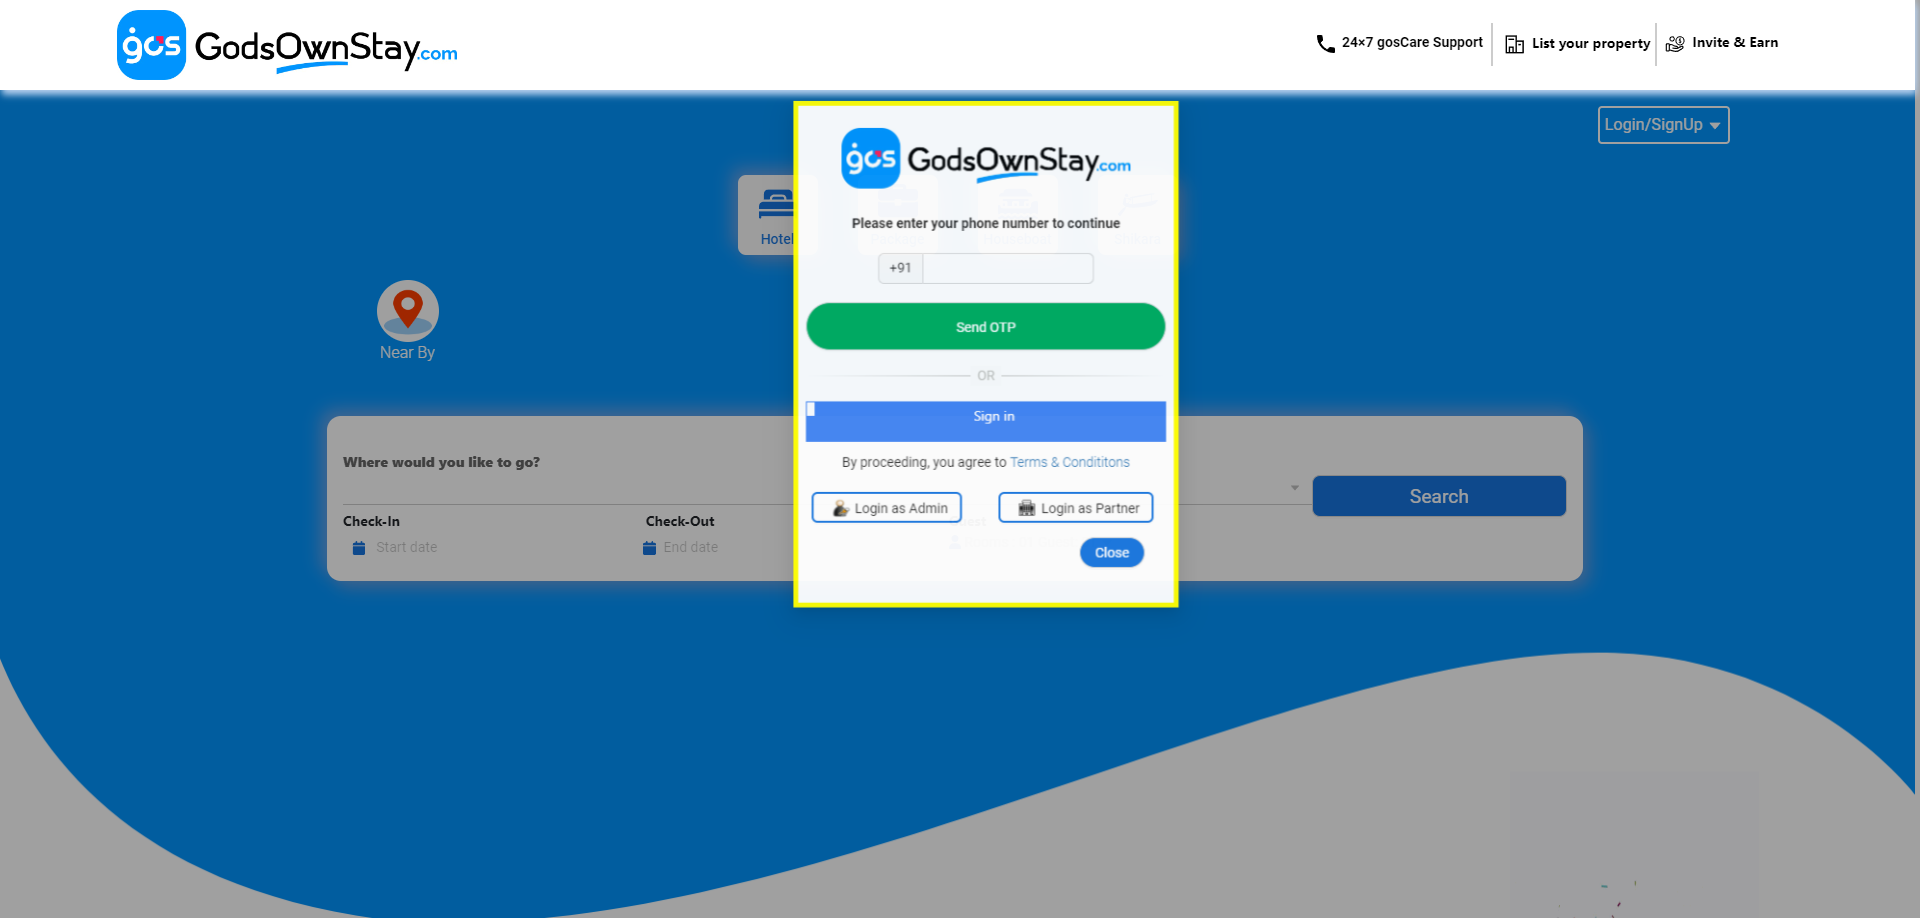 gos GodsOwnStay.com
24×7 gosCare Support
List your property
Invite & Earn
Login/SignUp
gos GodsOwnStay.com
Please enter your phone number to continue
Hotel
+91
Send OTP
Near By
OR
Sign in
Where would you like to go?
By proceeding, you agree to Terms & Condititons
Search
Login as Admin
Login as Partner
Check-In
Check-Out
Start date
End date
Close